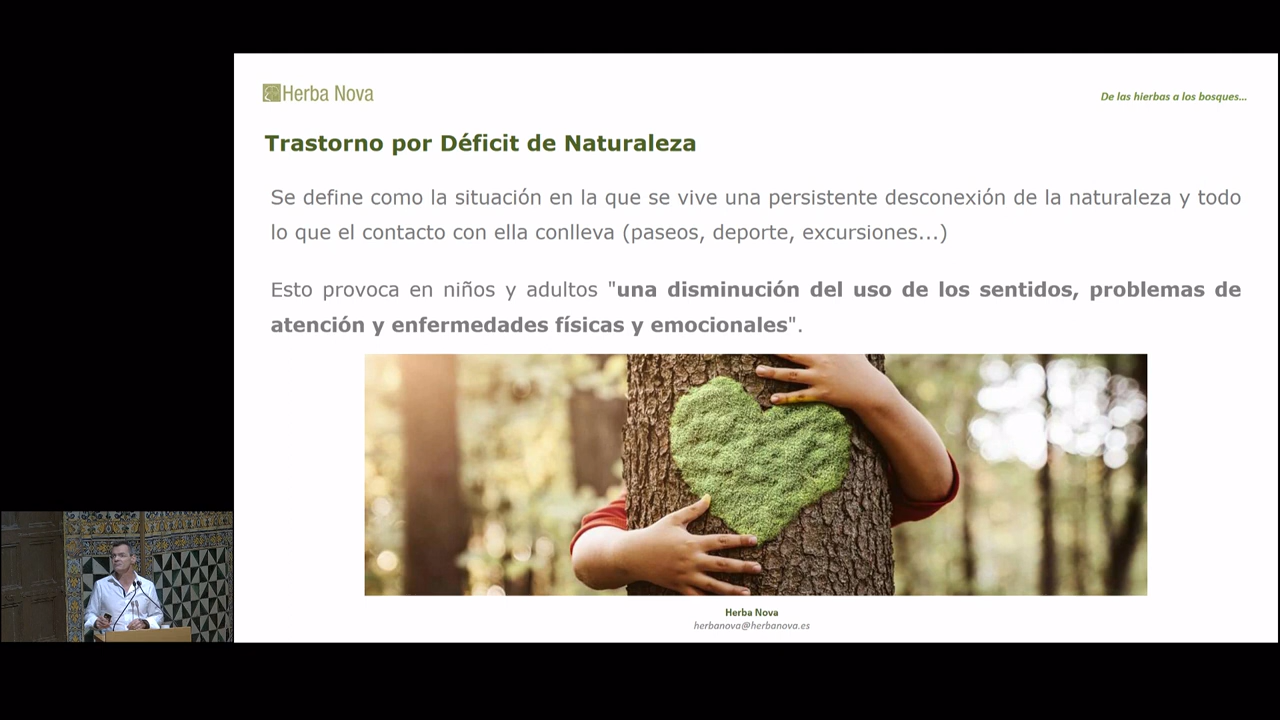 Herba Nova
De las hierbas a los bosques...
Trastorno por Déficit de Naturaleza
Se define como la situación en la que se vive una persistente desconexión de la naturaleza y todo
lo que el contacto con ella conlleva (paseos, deporte, excursiones...)
Esto provoca en niños y adultos "una disminución del uso de los sentidos, problemas de
atención y enfermedades físicas y emocionales".
Herba Nova
herbanova@herbanova.es